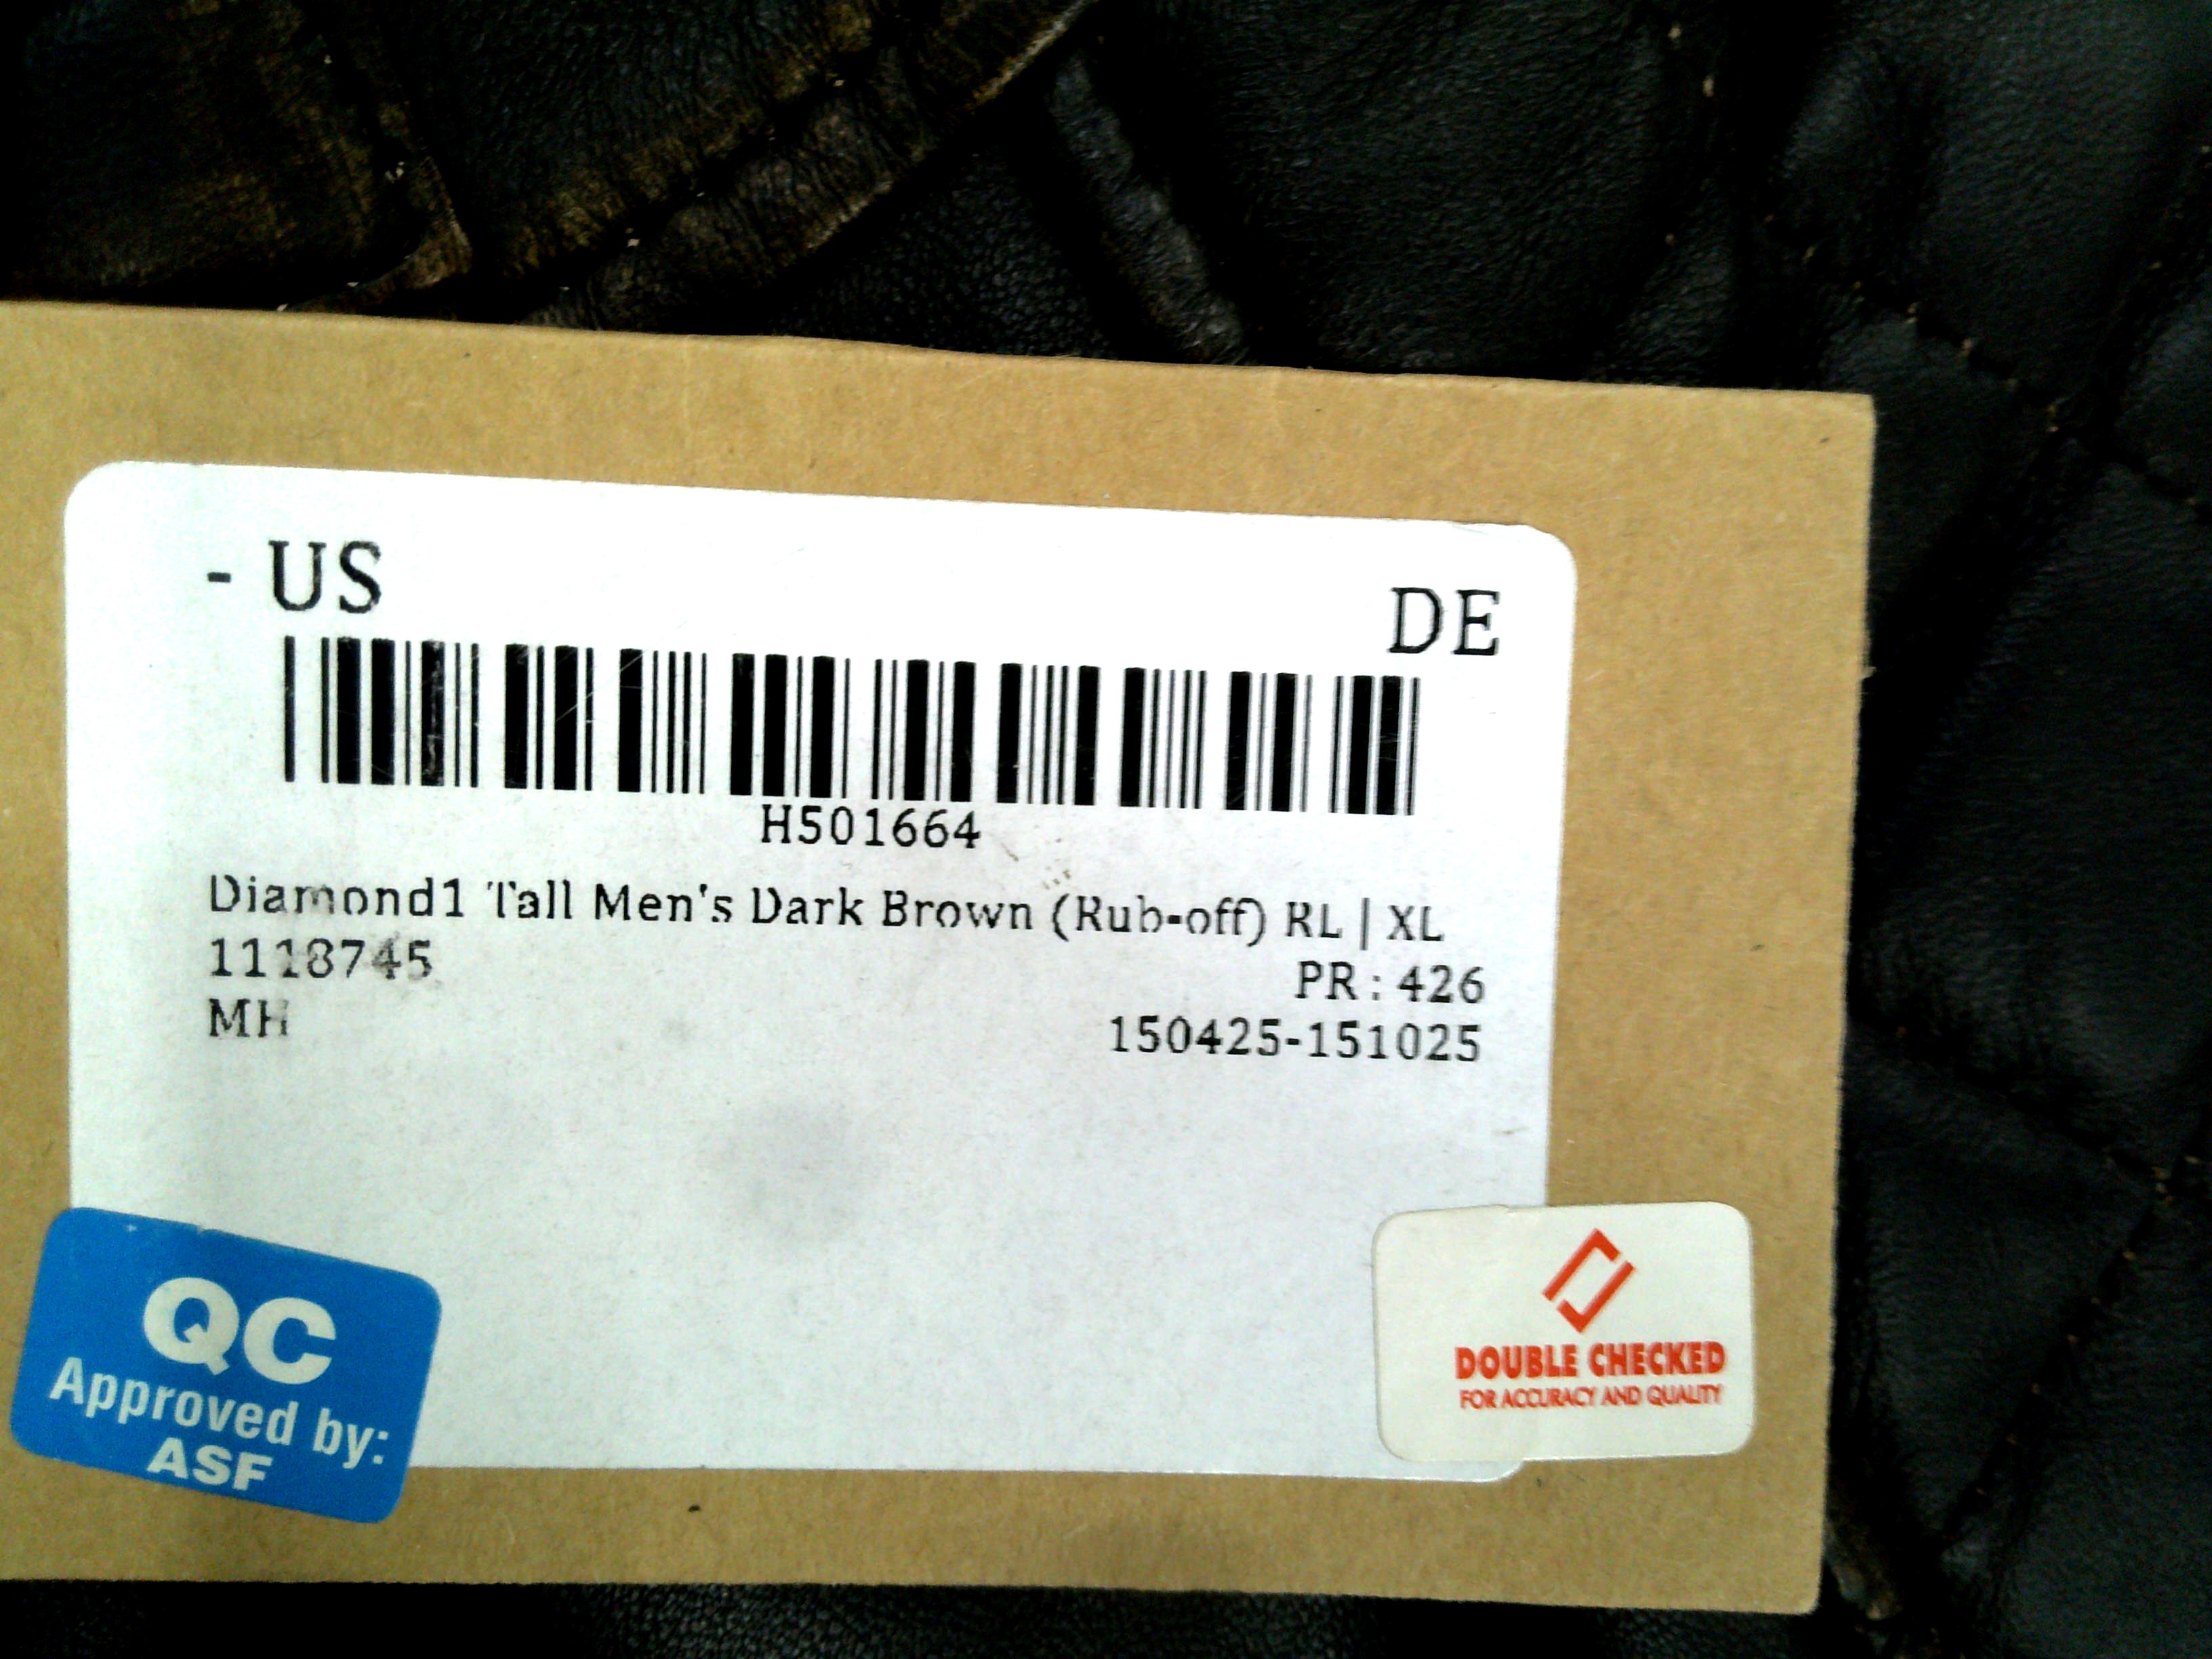 - US DE
H501664
Diamond1 Tall Men's Dark Brown (Rub-off) RL | XL
1118745 PR : 426
MH 150425-151025
QC
Approved by:
ASF
DOUBLE CHECKED
FOR ACCURACY AND QUALITY